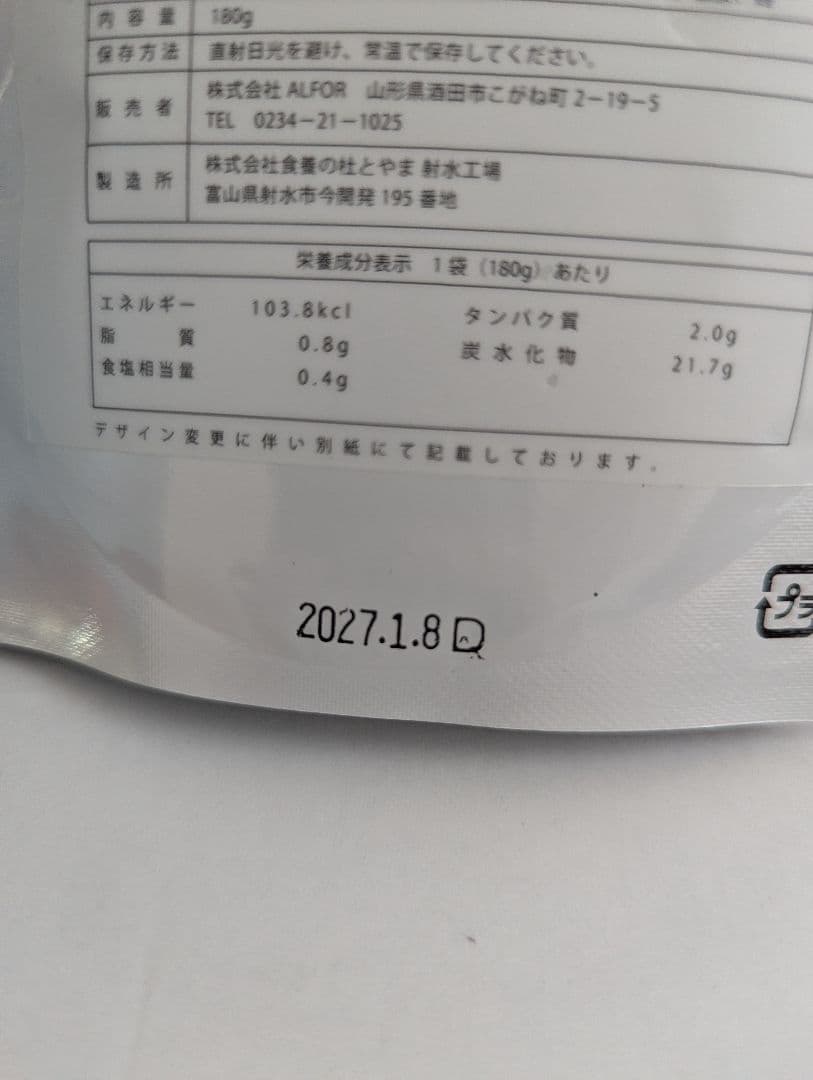 内容量 180g
保存方法 直射日光を避け、常温で保存してください。
販売者 株式会社 ALFOR 山形県酒田市こがね町 2-19-5
TEL 0234-21-1025
製造所 株式会社食養の杜とやま 射水工場
富山県射水市今開発 195 番地
栄養成分表示 1袋(180g)あたり
エネルギー 103.8kcl タンパク質 2.0g
脂質 0.8g 炭水化物 21.7g
食塩相当量 0.4g
デザイン変更に伴い別紙にて記載しております。
2027.1.8
プラ